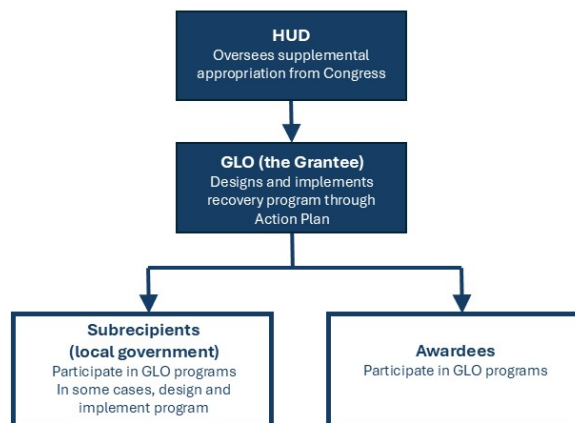 HUD
Oversees supplemental
appropriation from Congress
GLO (the Grantee)
Designs and implements
recovery program through
Action Plan
Subrecipients
(local government)
Participate in GLO programs
In some cases, design and
implement program
Awardees
Participate in GLO programs